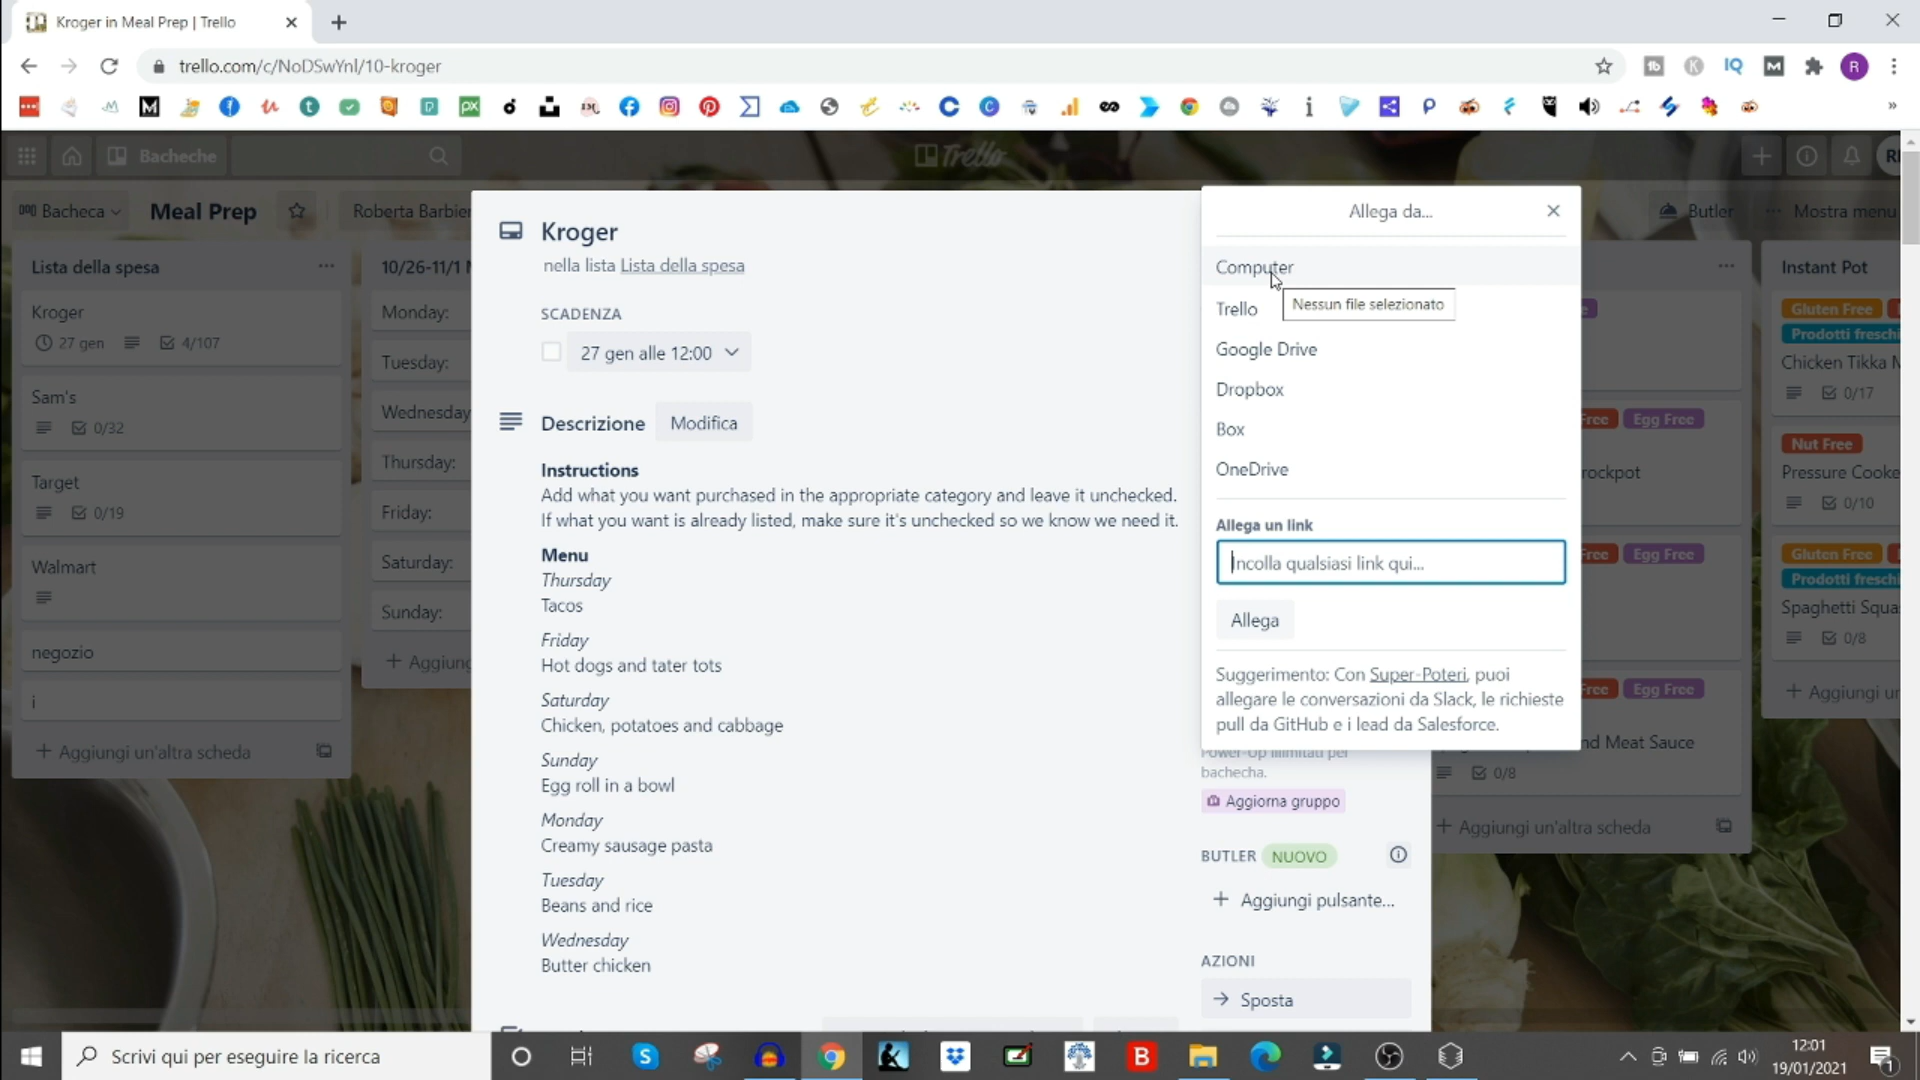 Kroger in Meal Prep | Trello
trello.com/c/NoDSwYnl/10-kroger
Bacheche
Trello
Bacheca
Meal Prep
Roberta Barbier
Butler
Mostra menu
Lista della spesa
Kroger
27 gen
4/107
Sam's
0/32
Target
0/19
Walmart
negozio
i
Aggiungi un'altra scheda
10/26-11/1
Monday:
Tuesday:
Wednesday
Thursday:
Friday:
Saturday:
Sunday:
Aggiung
Kroger
nella lista Lista della spesa
SCADENZA
27 gen alle 12:00
Descrizione
Modifica
Instructions
Add what you want purchased in the appropriate category and leave it unchecked.
If what you want is already listed, make sure it's unchecked so we know we need it.
Menu
Thursday
Tacos
Friday
Hot dogs and tater tots
Saturday
Chicken, potatoes and cabbage
Sunday
Egg roll in a bowl
Monday
Creamy sausage pasta
Tuesday
Beans and rice
Wednesday
Butter chicken
Allega da...
Computer
Nessun file selezionato
Trello
Google Drive
Dropbox
Box
OneDrive
Allega un link
Incolla qualsiasi link qui...
Allega
Suggerimento: Con Super-Poteri, puoi
allegare le conversazioni da Slack, le richieste
pull da GitHub e i lead da Salesforce.
Power-Up illimitati per
bacheca.
Aggiorna gruppo
BUTLER NUOVO
Aggiungi pulsante...
AZIONI
Sposta
Free Egg Free
rockpot
Free Egg Free
Free Egg Free
nd Meat Sauce
0/8
Aggiungi un'altra scheda
Instant Pot
Gluten Free
Prodotti freschi
Chicken Tikka M
0/17
Nut Free
Pressure Cooke
0/10
Gluten Free
Prodotti freschi
Spaghetti Squa
0/8
Aggiungi un
Scrivi qui per eseguire la ricerca
12:01
19/01/2021